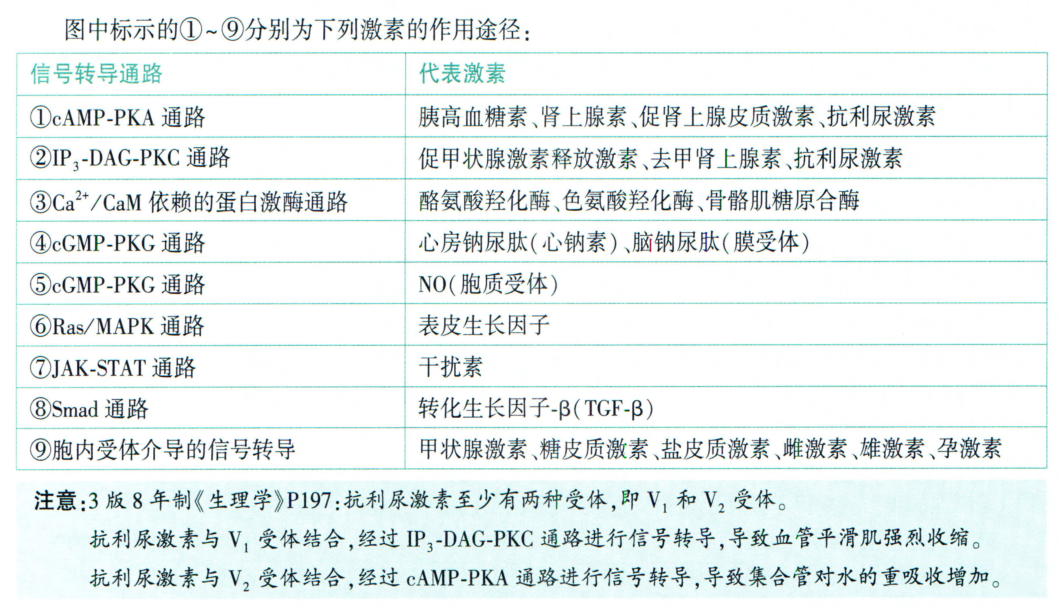 图中标示的①~⑨分别为下列激素的作用途径:
信号转导通路 代表激素
①cAMP-PKA 通路 胰高血糖素、肾上腺素、促肾上腺皮质激素、抗利尿激素
②IP₃-DAG-PKC 通路 促甲状腺激素释放激素、去甲肾上腺素、抗利尿激素
③Ca²⁺/CaM 依赖的蛋白激酶通路 酪氨酸羟化酶、色氨酸羟化酶、骨骼肌糖原合酶
④cGMP-PKG 通路 心房钠尿肽(心钠素)、脑钠尿肽(膜受体)
⑤cGMP-PKG 通路 NO(胞质受体)
⑥Ras/MAPK 通路 表皮生长因子
⑦JAK-STAT 通路 干扰素
⑧Smad 通路 转化生长因子-β(TGF-β)
⑨胞内受体介导的信号转导 甲状腺激素、糖皮质激素、盐皮质激素、雌激素、雄激素、孕激素
注意:3 版 8 年制《生理学》P197:抗利尿激素至少有两种受体,即 V₁ 和 V₂ 受体。
抗利尿激素与 V₁ 受体结合,经过 IP₃-DAG-PKC 通路进行信号转导,导致血管平滑肌强烈收缩。
抗利尿激素与 V₂ 受体结合,经过 cAMP-PKA 通路进行信号转导,导致集合管对水的重吸收增加。